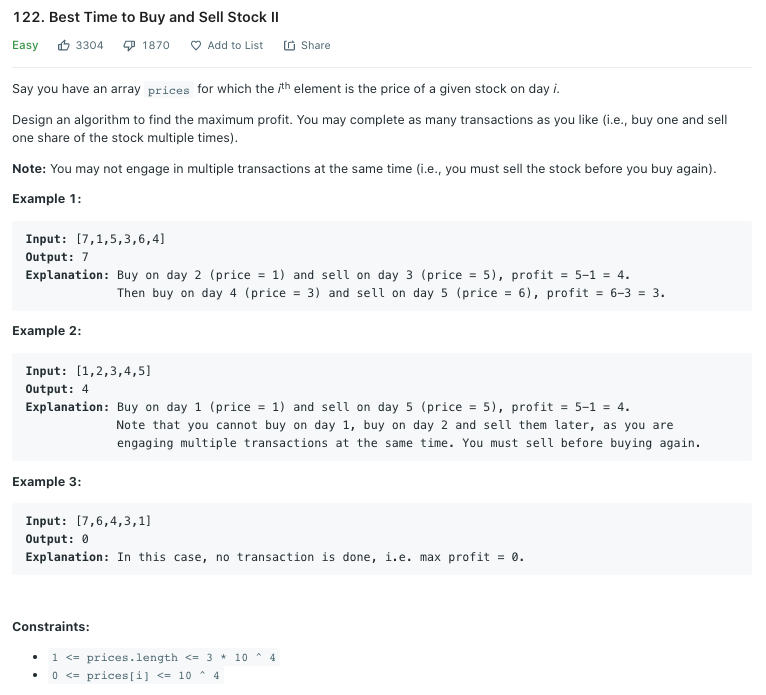 122. Best Time to Buy and Sell Stock II
Easy 3304 1870 Add to List Share
Say you have an array prices for which the ith element is the price of a given stock on day i.
Design an algorithm to find the maximum profit. You may complete as many transactions as you like (i.e., buy one and sell
one share of the stock multiple times).
Note: You may not engage in multiple transactions at the same time (i.e., you must sell the stock before you buy again).
Example 1:
Input: [7,1,5,3,6,4]
Output: 7
Explanation: Buy on day 2 (price = 1) and sell on day 3 (price = 5), profit = 5-1 = 4.
Then buy on day 4 (price = 3) and sell on day 5 (price = 6), profit = 6-3 = 3.
Example 2:
Input: [1,2,3,4,5]
Output: 4
Explanation: Buy on day 1 (price = 1) and sell on day 5 (price = 5), profit = 5-1 = 4.
Note that you cannot buy on day 1, buy on day 2 and sell them later, as you are
engaging multiple transactions at the same time. You must sell before buying again.
Example 3:
Input: [7,6,4,3,1]
Output: 0
Explanation: In this case, no transaction is done, i.e. max profit = 0.
Constraints:
• 1 <= prices.length <= 3 * 10 ^ 4
• 0 <= prices[i] <= 10 ^ 4